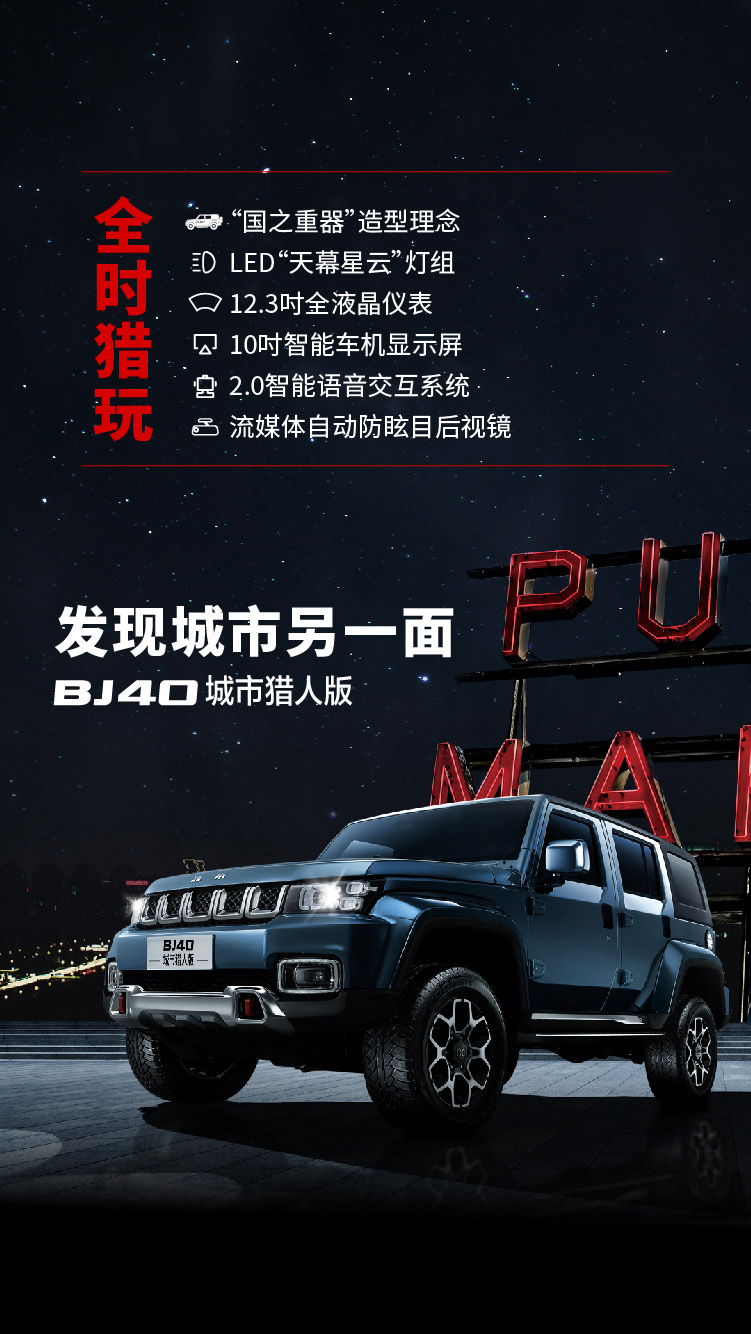 全时猎玩
“国之重器”造型理念
LED“天幕星云”灯组
12.3吋全液晶仪表
10吋智能车机显示屏
2.0智能语音交互系统
流媒体自动防眩目后视镜
PU
发现城市另一面
BJ40 城市猎人版
MA
北京
BJ40
城市猎人版